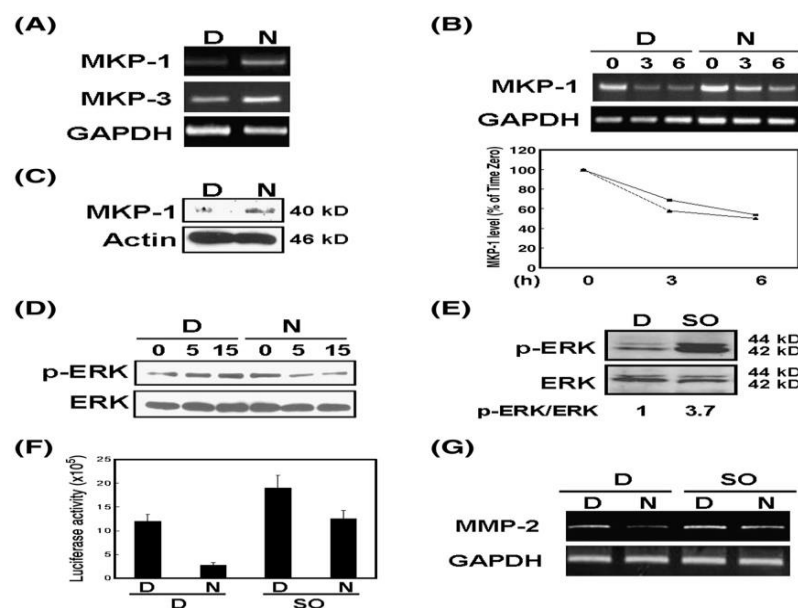 (A)
D N
MKP-1
MKP-3
GAPDH
(B)
D N
0 3 6 0 3 6
MKP-1
GAPDH
MKP-1 level (% of Time Zero)
120
100
80
60
40
20
0
(h) 0 3 6
(C)
D N
MKP-1 40 kD
Actin 46 kD
(D)
D N
0 5 15 0 5 15
p-ERK
ERK
(E)
D SO
p-ERK 44 kD
42 kD
ERK 44 kD
42 kD
p-ERK/ERK 1 3.7
(F)
Luciferase activity (x10⁵)
25
20
15
10
5
0
D N D N
D SO
(G)
D SO
D N D N
MMP-2
GAPDH